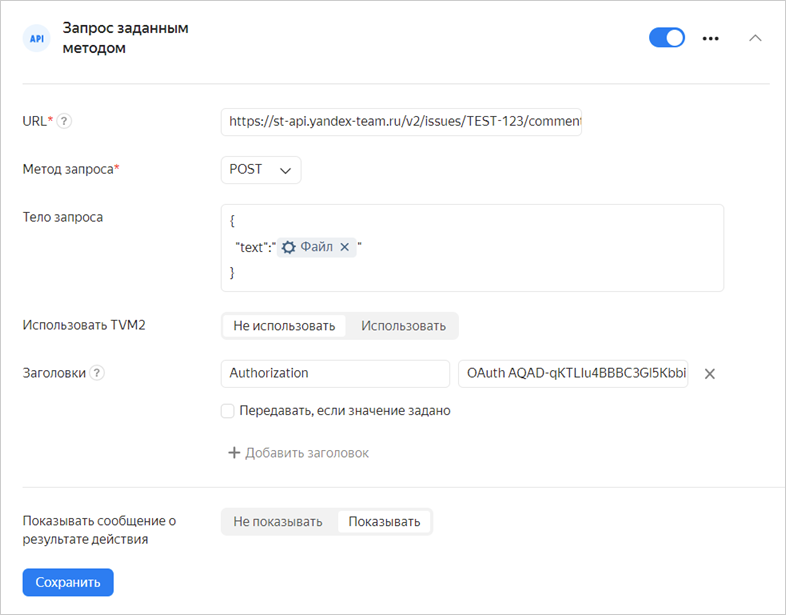 API
Запрос заданным
методом
URL* ?
https://st-api.yandex-team.ru/v2/issues/TEST-123/comment
Метод запроса*
POST
Тело запроса
{
"text":" Файл × "
}
Использовать TVM2
Не использовать
Использовать
Заголовки ?
Authorization
OAuth AQAD-qKTLIu4BBBC3Gl5Kbbi
Передавать, если значение задано
+ Добавить заголовок
Показывать сообщение о
результате действия
Не показывать
Показывать
Сохранить